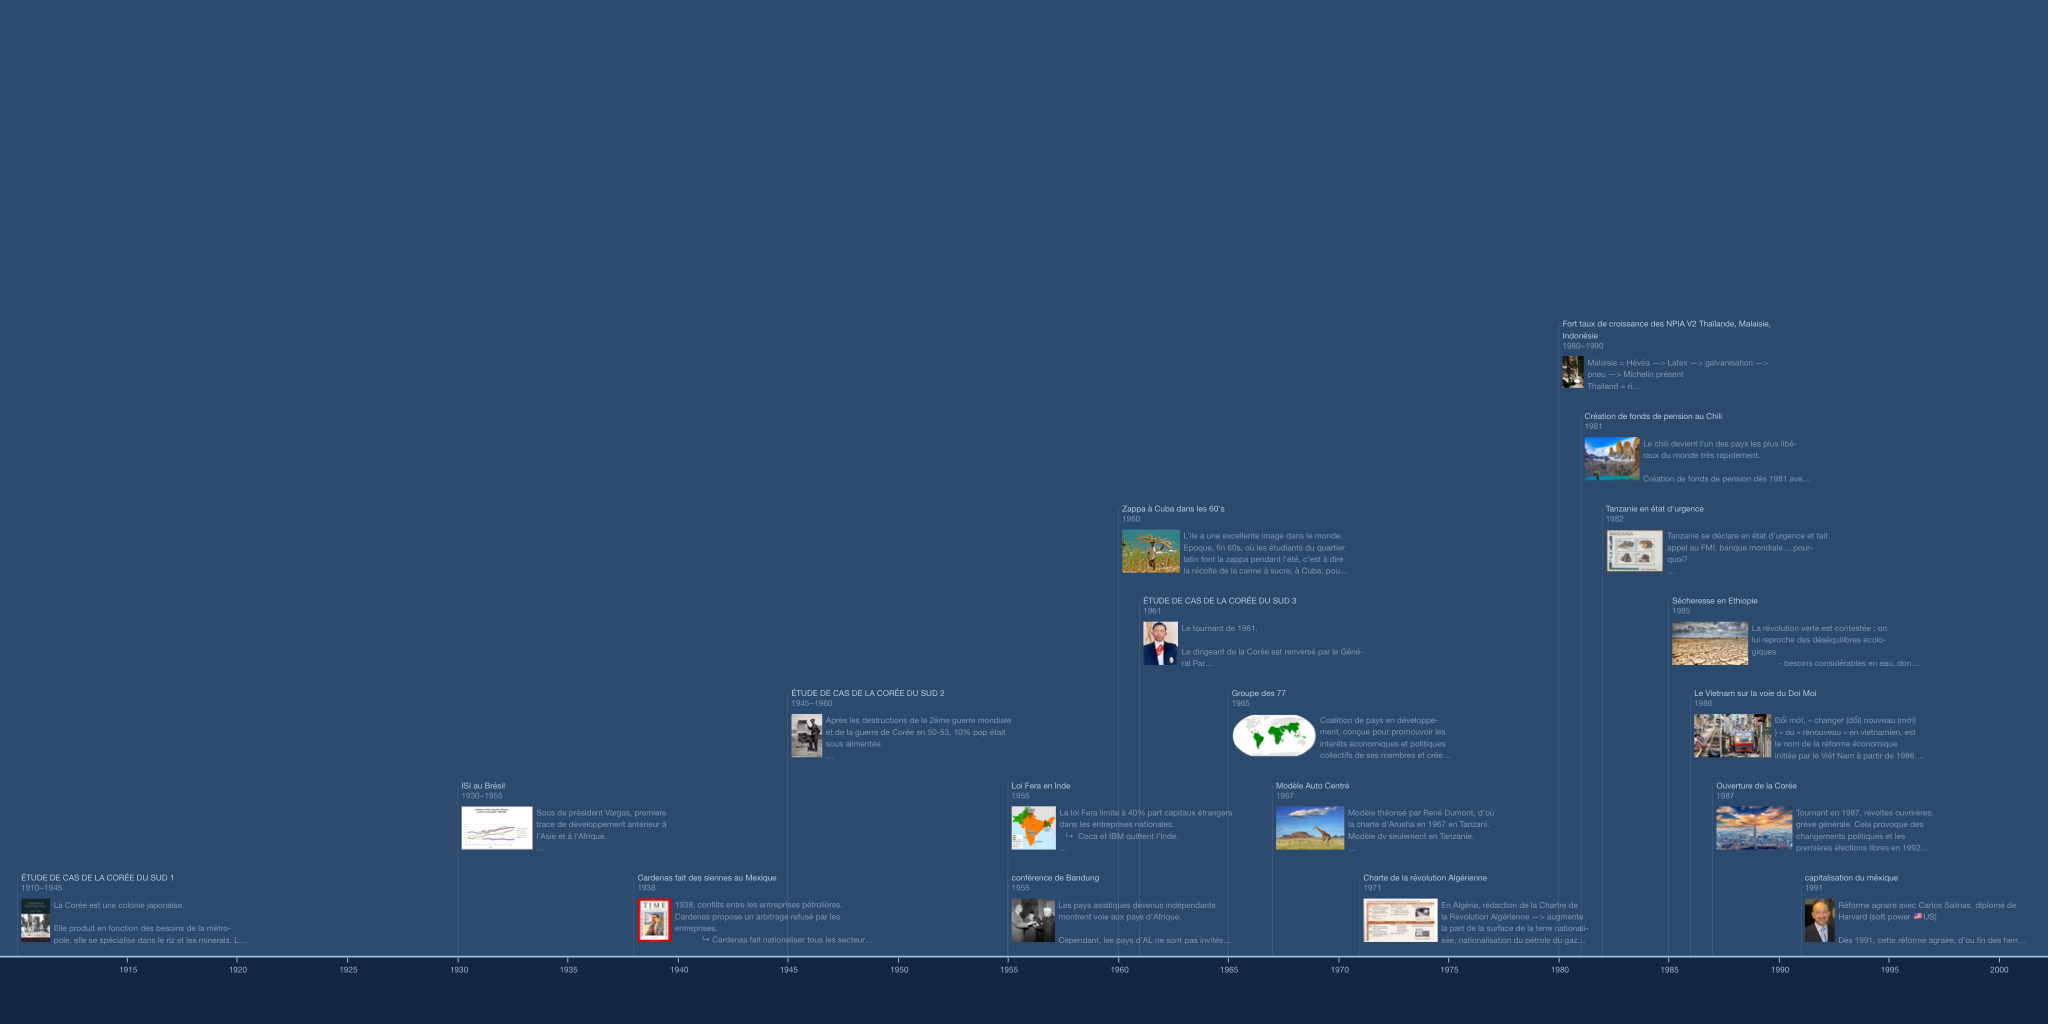 Fort taux de croissance des NPIA V2 Thaïlande, Malaisie,
Indonésie
1980–1990
Malaisie = Hévéa —> Latex —> galvanisation —>
pneu —> Michelin présent
Thailand = ri…
Création de fonds de pension au Chili
1981
Le chili devient l'un des pays les plus libé-
raux du monde très rapidement.
Création de fonds de pension dès 1981 ave…
Zappa à Cuba dans les 60's
1960
L'ile a une excellente image dans le monde.
Epoque, fin 60s, où les étudiants du quartier
latin font la zappa pendant l'été, c'est à dire
la récolte de la canne à sucre, à Cuba, pou…
Tanzanie en état d'urgence
1982
TANZANIA
Tanzanie se déclare en état d'urgence et fait
appel au FMI, banque mondiale… pour-
quoi?
…
ÉTUDE DE CAS DE LA CORÉE DU SUD 3
1961
Le tournant de 1961.
Le dirigeant de la Corée est renversé par le Géné-
ral Par…
Sécheresse en Ethiopie
1985
La révolution verte est contestée : on
lui reproche des déséquilibres écolo-
giques
- besoins considérables en eau, don…
ÉTUDE DE CAS DE LA CORÉE DU SUD 2
1945–1960
Après les destructions de la 2ème guerre mondiale
et de la guerre de Corée en 50-53, 10% pop était
sous alimentée.
…
Groupe des 77
1965
Coalition de pays en développe-
ment, conçue pour promouvoir les
intérêts économiques et politiques
collectifs de ses membres et crée…
Le Vietnam sur la voie du Doi Moi
1986
Đổi mới, « changer (đổi) nouveau (mới)
) » ou « renouveau » en vietnamien, est
le nom de la réforme économique
initiée par le Viêt Nam à partir de 1986.…
ISI au Brésil
1930–1955
Sous de président Vargas, premiere
trace de développement antérieur à
l'Asie et à l'Afrique.
…
Loi Fera en Inde
1955
La loi Fera limite à 40% part capitaux étrangers
dans les entreprises nationales.
↪ Coca et IBM quittent l'Inde.
…
Modèle Auto Centré
1967
Modèle théorisé par René Dumont, d'où
la charte d'Arusha en 1967 en Tanzani.
Modèle dv seulement en Tanzanie.
…
Ouverture de la Corée
1987
Tournant en 1987, révoltes ouvrirères,
grève générale. Cela provoque des
changements politiques et les
premières élections libres en 1992…
ÉTUDE DE CAS DE LA CORÉE DU SUD 1
1910–1945
La Corée est une colonie japonaise.
Elle produit en fonction des besoins de la métro-
pole, elle se spécialise dans le riz et les minerais. L…
Cardenas fait des siennes au Mexique
1938
TIME
1938, conflits entre les entreprises pétrolières.
Cardenas propose un arbitrage refusé par les
entreprises.
↪ Cardenas fait nationaliser tous les secteur…
conférence de Bandung
1955
Les pays asiatiques devenus indépendants
montrent voie aux pays d'Afrique.
Cependant, les pays d'AL ne sont pas invités…
Charte de la révolution Algérienne
1971
En Algérie, rédaction de la Chartre de
la Révolution Algérienne —> augmente
la part de la surface de la terre nationali-
sée, nationalisation du pétrole du gaz…
capitalisation du méxique
1991
Réforme agraire avec Carlos Salinas, diplomé de
Harvard (soft power 🇺🇸US)
Dès 1991, cette réforme agraire, d'ou fin des herr…
1915 1920 1925 1930 1935 1940 1945 1950 1955 1960 1965 1970 1975 1980 1985 1990 1995 2000